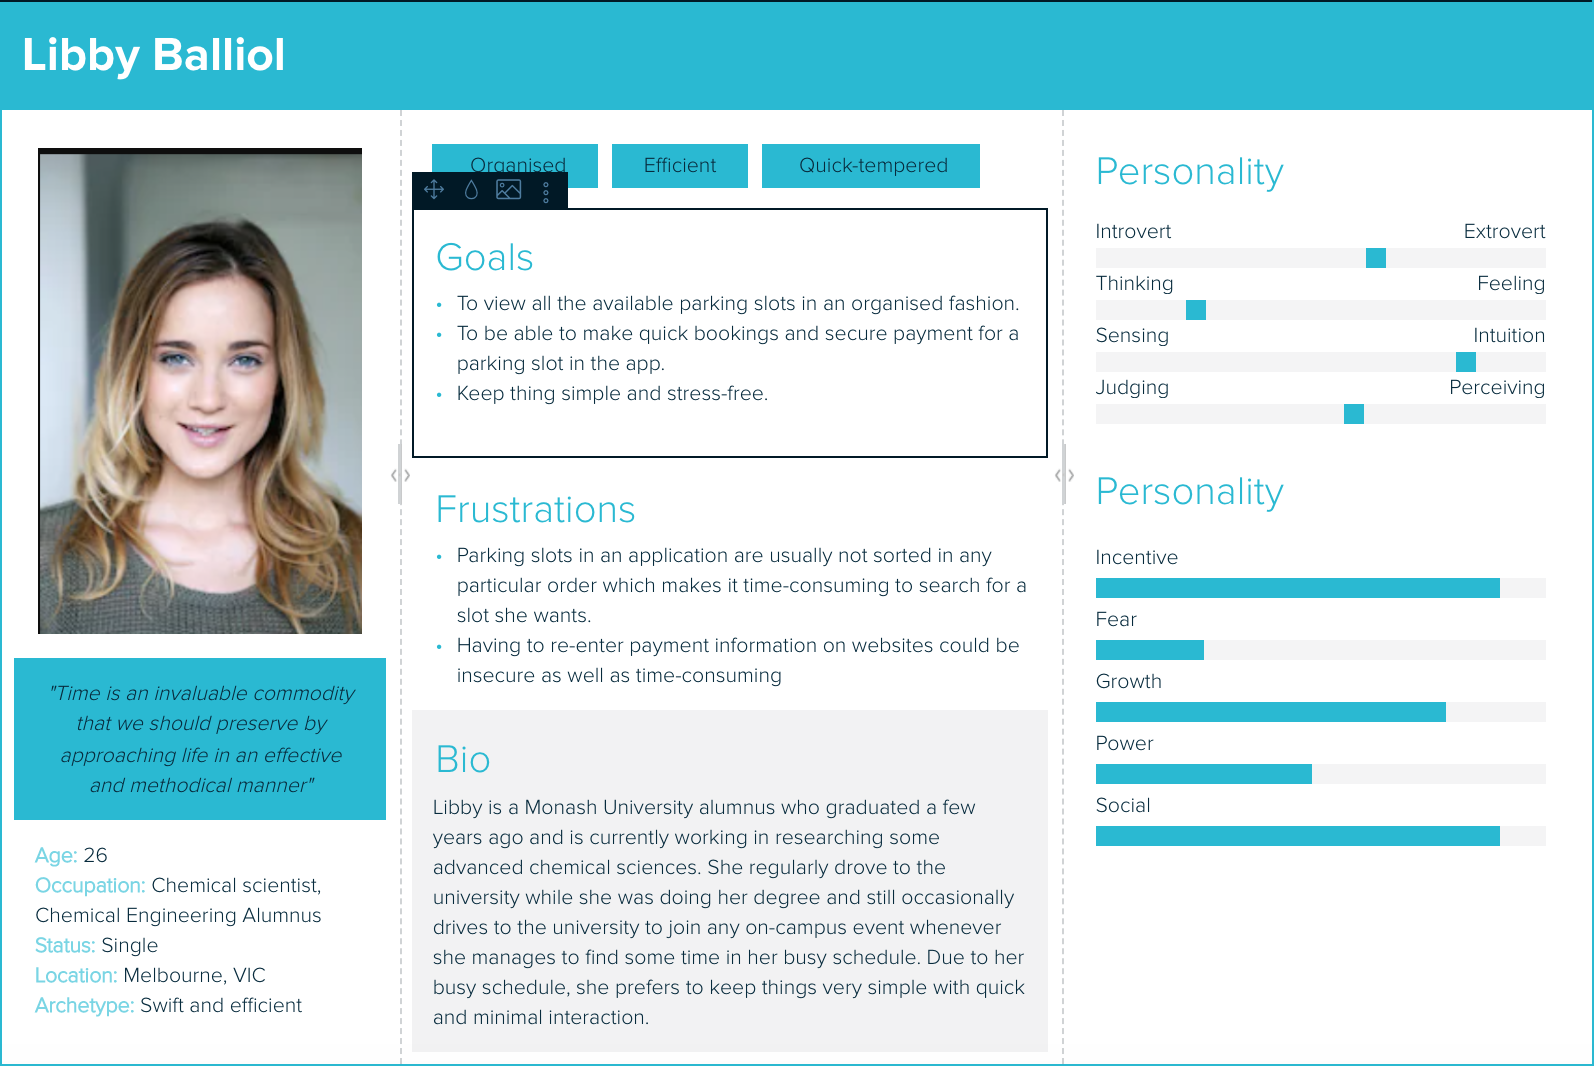 Libby Balliol
"Time is an invaluable commodity
that we should preserve by
approaching life in an effective
and methodical manner"
Age: 26
Occupation: Chemical scientist,
Chemical Engineering Alumnus
Status: Single
Location: Melbourne, VIC
Archetype: Swift and efficient
Organised Efficient Quick-tempered
Goals
• To view all the available parking slots in an organised fashion.
• To be able to make quick bookings and secure payment for a
parking slot in the app.
• Keep thing simple and stress-free.
Frustrations
• Parking slots in an application are usually not sorted in any
particular order which makes it time-consuming to search for a
slot she wants.
• Having to re-enter payment information on websites could be
insecure as well as time-consuming
Bio
Libby is a Monash University alumnus who graduated a few
years ago and is currently working in researching some
advanced chemical sciences. She regularly drove to the
university while she was doing her degree and still occasionally
drives to the university to join any on-campus event whenever
she manages to find some time in her busy schedule. Due to her
busy schedule, she prefers to keep things very simple with quick
and minimal interaction.
Personality
Introvert Extrovert
Thinking Feeling
Sensing Intuition
Judging Perceiving
Personality
Incentive
Fear
Growth
Power
Social